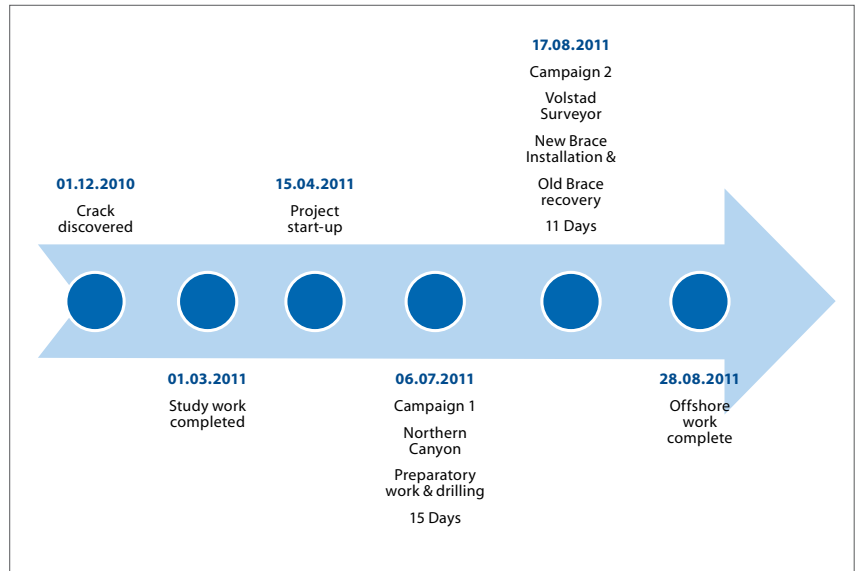 01.12.2010
Crack
discovered
01.03.2011
Study work
completed
15.04.2011
Project
start-up
06.07.2011
Campaign 1
Northern
Canyon
Preparatory
work & drilling
15 Days
17.08.2011
Campaign 2
Volstad
Surveyor
New Brace
Installation &
Old Brace
recovery
11 Days
28.08.2011
Offshore
work
complete